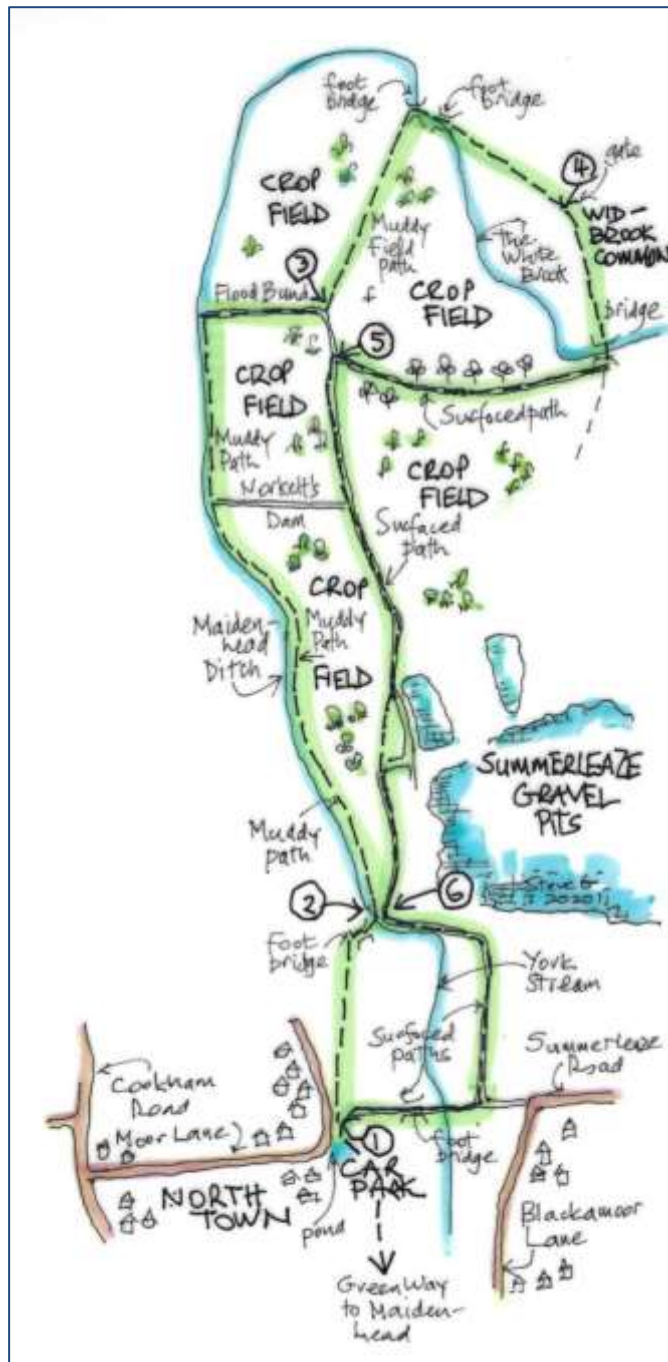 foot
bridge
foot
bridge
4
gate
CROP
FIELD
WID-
BROOK
COMMON
Muddy
Field
path
The
White
Brook
3
Flood Bund
CROP
FIELD
bridge
5
CROP
FIELD
Surfaced path
Muddy
Path
CROP
FIELD
Norkett's
Dam
Surfaced
path
CROP
FIELD
Maiden-
head
Ditch
Muddy
Path
SUMMERLEAZE
GRAVEL
PITS
Muddy
path
Steve G
2020
2
6
foot
bridge
York
Stream
Surfaced
paths
Summerleaze
Road
Cookham
Road
Moor Lane
foot
bridge
1
CAR
PARK
NORTH
TOWN
pond
Blackamoor
Lane
Green Way
to Maiden-
head